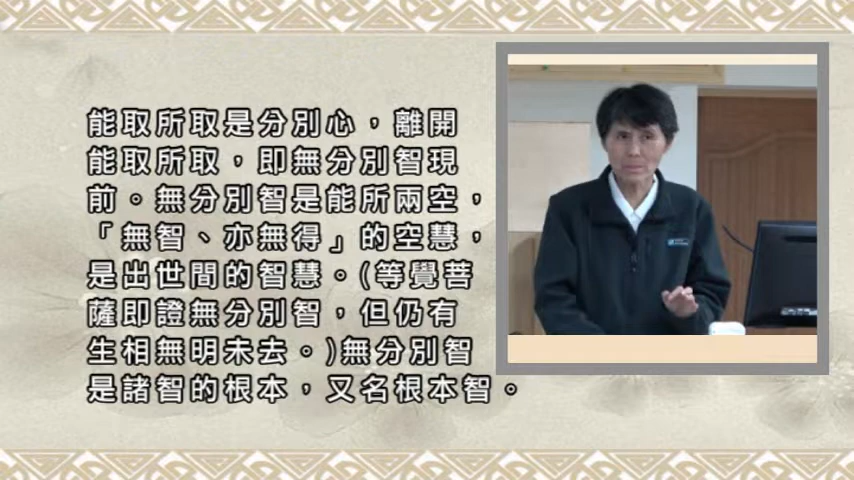 能取所取是分別心，離開
能取所取，即無分別智現
前。無分別智是能所兩空，
「無智、亦無得」的空慧，
是出世間的智慧。(等覺菩
薩即證無分別智，但仍有
生相無明未去。)無分別智
是諸智的根本，又名根本智。